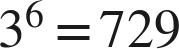 3⁶ = 729